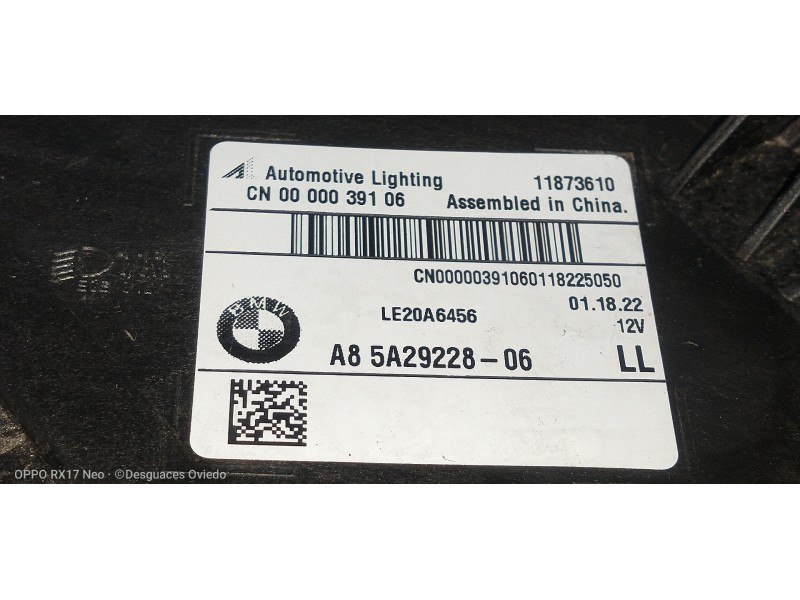 Automotive Lighting 11873610
CN 00 000 391 06 Assembled in China.
CN00000391060118225050
BMW
LE20A6456 01.18.22
12V
A8 5A29228-06 LL
OPPO RX17 Neo · ©Desguaces Oviedo